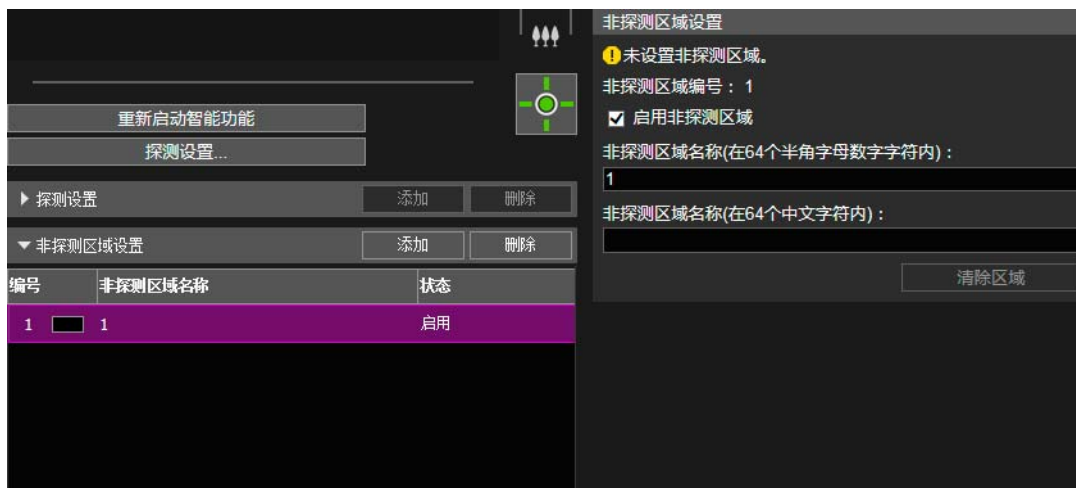 重新启动智能功能
探测设置...
探测设置 添加 删除
非探测区域设置 添加 删除
编号 非探测区域名称 状态
1 1 启用
非探测区域设置
未设置非探测区域。
非探测区域编号： 1
启用非探测区域
非探测区域名称(在64个半角字母数字字符内)：
1
非探测区域名称(在64个中文字符内)：
清除区域